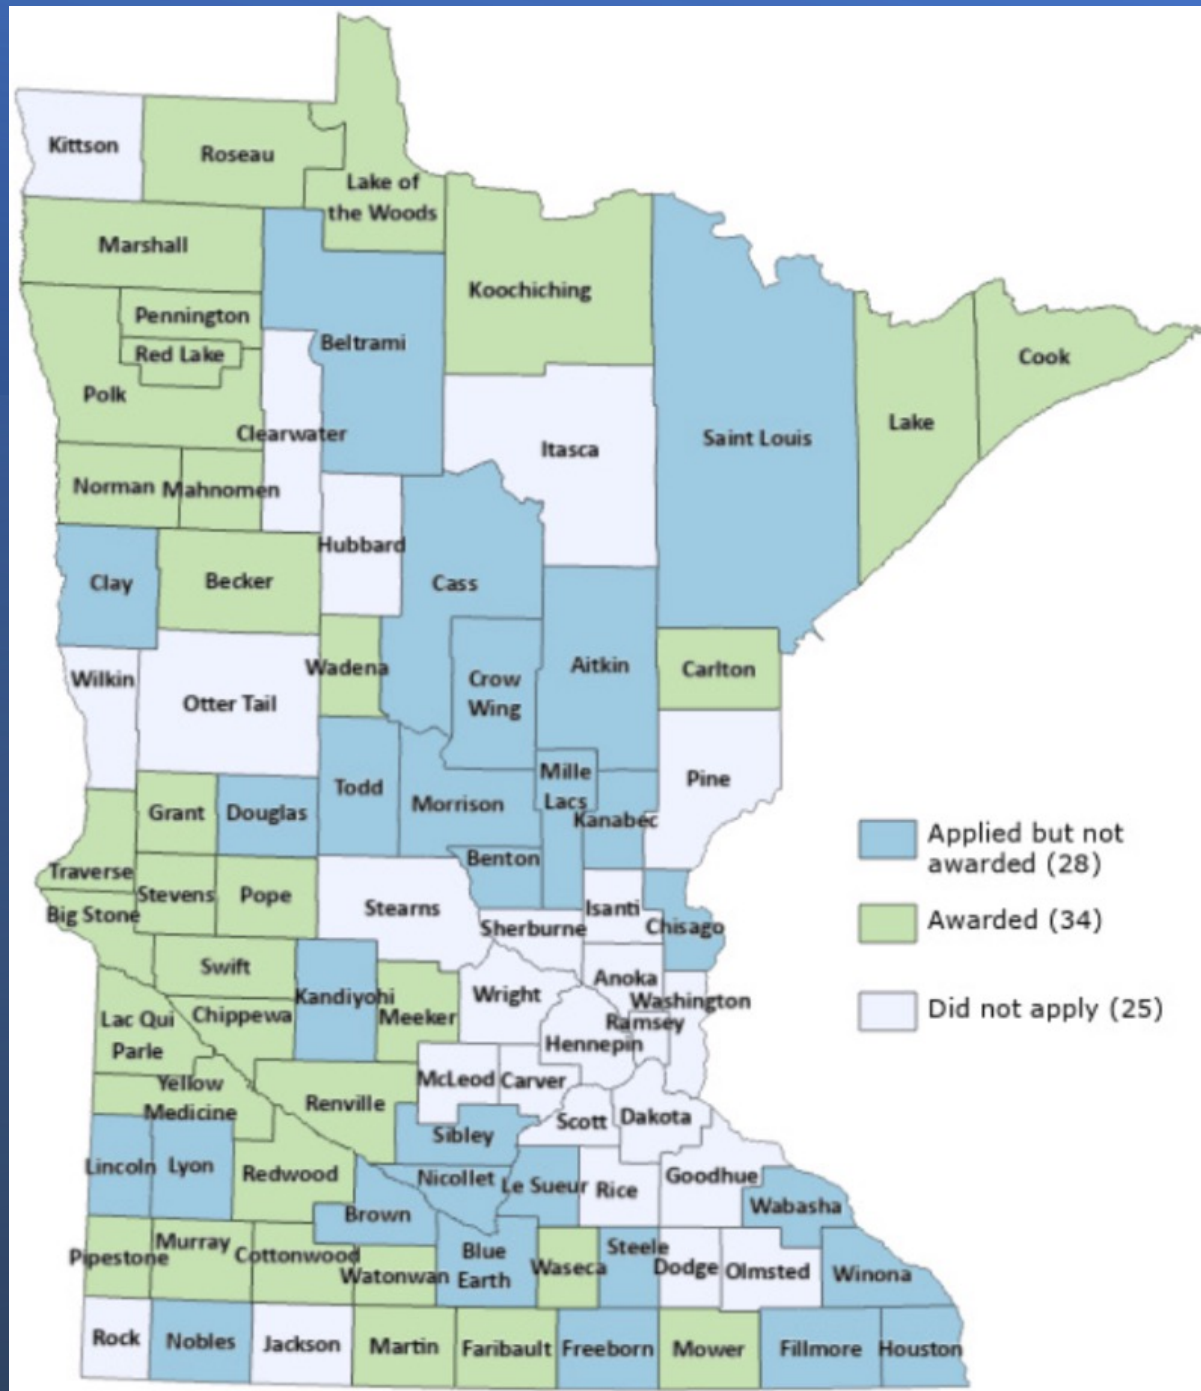 Kittson
Roseau
Lake of
the Woods
Marshall
Koochiching
Pennington
Beltrami
Red Lake
Cook
Polk
Lake
Clearwater
Saint Louis
Itasca
Norman
Mahnomen
Hubbard
Clay
Becker
Cass
Wadena
Aitkin
Carlton
Wilkin
Crow
Wing
Otter Tail
Mille
Lacs
Pine
Todd
Morrison
Grant
Douglas
Kanabec
Applied but not
awarded (28)
Benton
Traverse
Stevens
Pope
Stearns
Isanti
Big Stone
Sherburne
Chisago
Awarded (34)
Swift
Anoka
Kandiyohi
Wright
Washington
Did not apply (25)
Lac Qui
Parle
Chippewa
Meeker
Ramsey
Hennepin
Yellow
Medicine
McLeod
Carver
Renville
Scott
Dakota
Sibley
Lincoln
Lyon
Redwood
Nicollet
Le Sueur
Rice
Goodhue
Brown
Wabasha
Pipestone
Murray
Cottonwood
Watonwan
Blue
Earth
Waseca
Steele
Dodge
Olmsted
Winona
Rock
Nobles
Jackson
Martin
Faribault
Freeborn
Mower
Fillmore
Houston